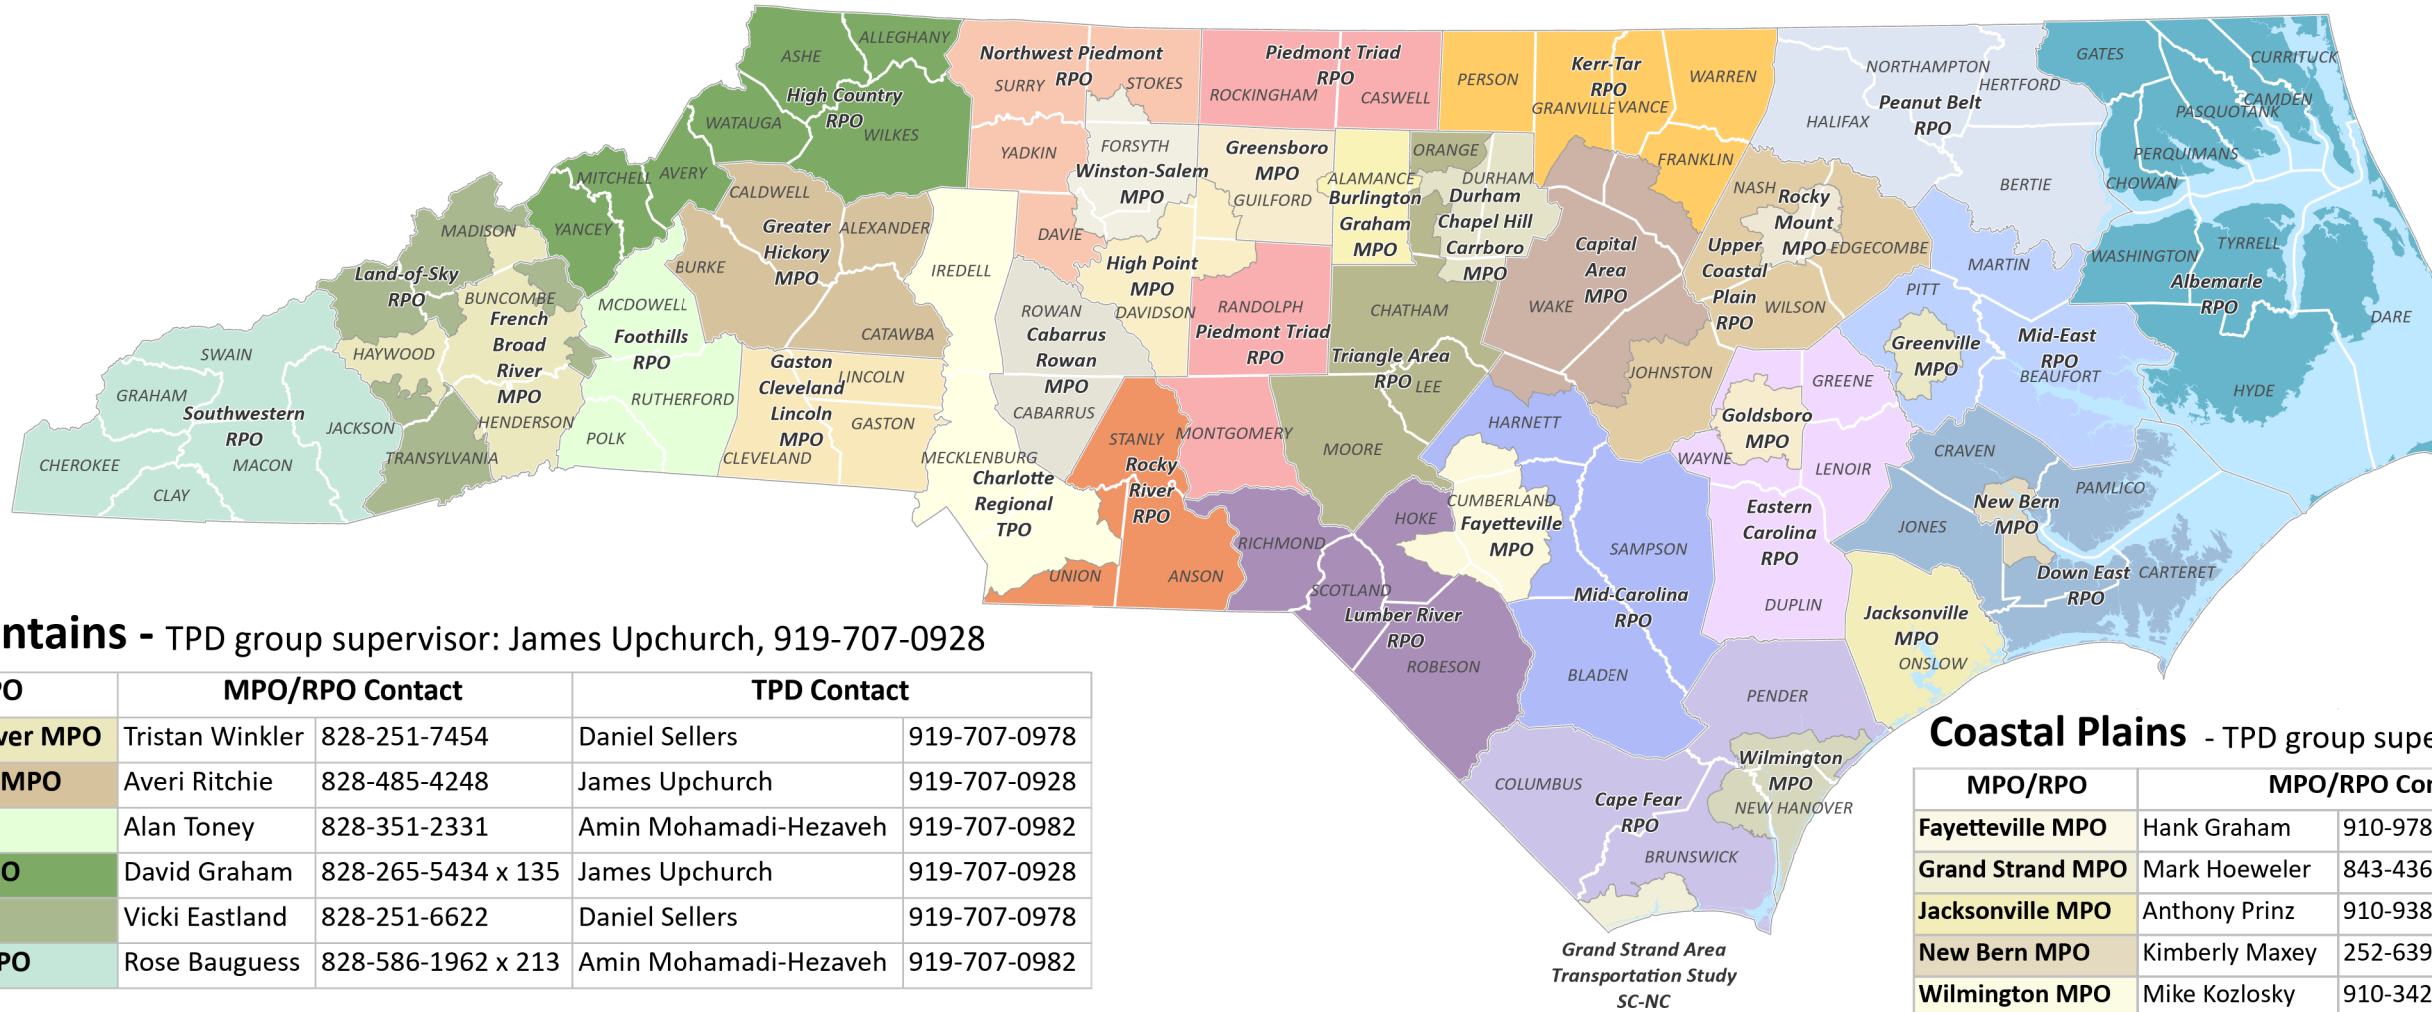 ASHE
ALLEGHANY
High Country
RPO
WATAUGA
WILKES
MITCHELL
AVERY
YANCEY
Northwest Piedmont
RPO
SURRY
STOKES
YADKIN
DAVIE
Piedmont Triad
RPO
ROCKINGHAM
CASWELL
PERSON
Kerr-Tar
RPO
GRANVILLE
VANCE
WARREN
FRANKLIN
NORTHAMPTON
HERTFORD
Peanut Belt
RPO
HALIFAX
BERTIE
GATES
CURRITUCK
CAMDEN
PASQUOTANK
PERQUIMANS
CHOWAN
WASHINGTON
TYRRELL
Albemarle
RPO
DARE
HYDE
FORSYTH
Winston-Salem
MPO
Greensboro
MPO
GUILFORD
ALAMANCE
Burlington
Graham
MPO
ORANGE
DURHAM
Durham
Chapel Hill
Carrboro
MPO
Capital
Area
MPO
WAKE
NASH
Rocky
Mount
MPO
EDGECOMBE
Upper
Coastal
Plain
RPO
WILSON
JOHNSTON
MARTIN
PITT
Greenville
MPO
Mid-East
RPO
BEAUFORT
CALDWELL
Greater
Hickory
MPO
ALEXANDER
BURKE
CATAWBA
IREDELL
High Point
MPO
DAVIDSON
RANDOLPH
Piedmont Triad
RPO
CHATHAM
Triangle Area
RPO
LEE
MOORE
MADISON
Land-of-Sky
RPO
BUNCOMBE
French
Broad
River
MPO
HAYWOOD
HENDERSON
TRANSYLVANIA
MCDOWELL
Foothills
RPO
RUTHERFORD
POLK
ROWAN
Cabarrus
Rowan
MPO
CABARRUS
SWAIN
GRAHAM
Southwestern
RPO
JACKSON
CHEROKEE
MACON
CLAY
Gaston
Cleveland
Lincoln
MPO
LINCOLN
GASTON
CLEVELAND
MECKLENBURG
Charlotte
Regional
TPO
STANLY
Rocky
River
RPO
UNION
ANSON
MONTGOMERY
RICHMOND
HOKE
SCOTLAND
Lumber River
RPO
ROBESON
HARNETT
CUMBERLAND
Fayetteville
MPO
SAMPSON
Mid-Carolina
RPO
BLADEN
GREENE
Goldsboro
MPO
WAYNE
LENOIR
Eastern
Carolina
RPO
DUPLIN
CRAVEN
PAMLICO
New Bern
MPO
JONES
Down East
RPO
CARTERET
Jacksonville
MPO
ONSLOW
PENDER
Wilmington
MPO
NEW HANOVER
COLUMBUS
Cape Fear
RPO
BRUNSWICK
Grand Strand Area
Transportation Study
SC-NC
ntains - TPD group supervisor: James Upchurch, 919-707-0928
PO MPO/RPO Contact TPD Contact
ver MPO Tristan Winkler 828-251-7454 Daniel Sellers 919-707-0978
MPO Averi Ritchie 828-485-4248 James Upchurch 919-707-0928
Alan Toney 828-351-2331 Amin Mohamadi-Hezaveh 919-707-0982
O David Graham 828-265-5434 x 135 James Upchurch 919-707-0928
Vicki Eastland 828-251-6622 Daniel Sellers 919-707-0978
PO Rose Bauguess 828-586-1962 x 213 Amin Mohamadi-Hezaveh 919-707-0982
Coastal Plains - TPD group supe
MPO/RPO MPO/RPO Con
Fayetteville MPO Hank Graham 910-978
Grand Strand MPO Mark Hoeweler 843-436
Jacksonville MPO Anthony Prinz 910-938
New Bern MPO Kimberly Maxey 252-639
Wilmington MPO Mike Kozlosky 910-342